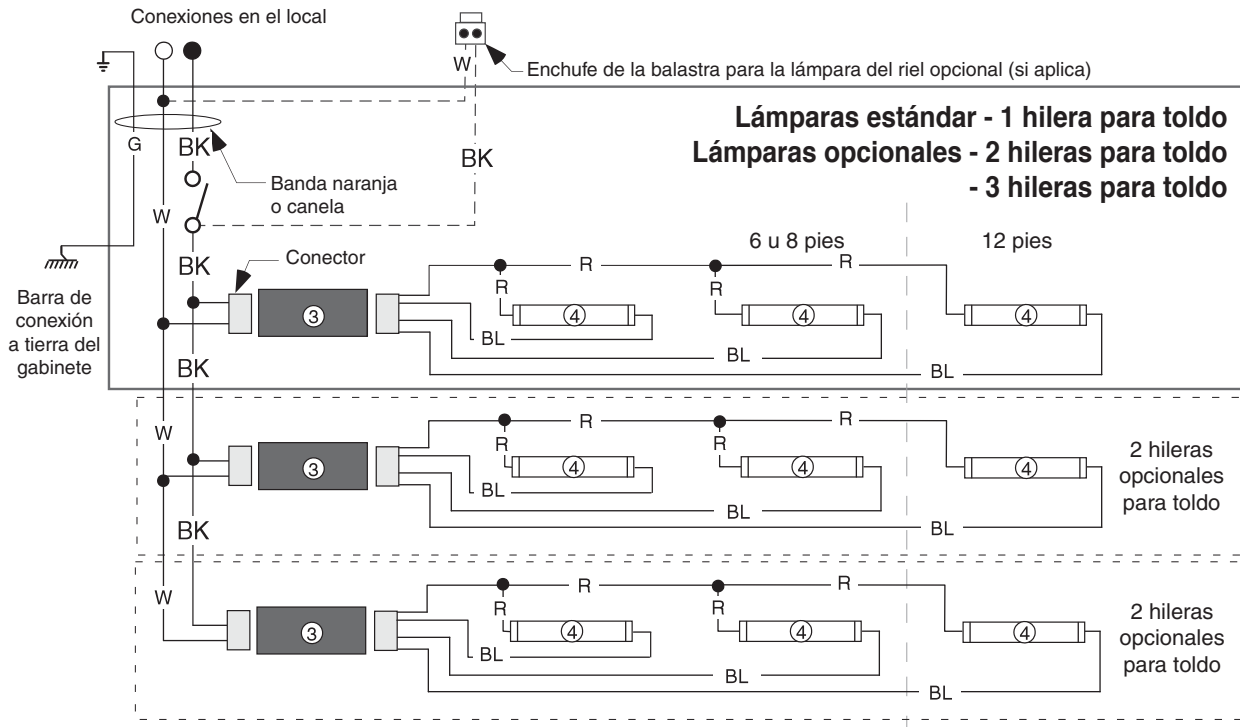 Conexiones en el local
W
Enchufe de la balastra para la lámpara del riel opcional (si aplica)
Lámparas estándar - 1 hilera para toldo
Lámparas opcionales - 2 hileras para toldo
- 3 hileras para toldo
G
BK
BK
Banda naranja
o canela
W
6 u 8 pies
12 pies
BK
Conector
R
R
Barra de
conexión
a tierra del
gabinete
R
R
3
4
4
4
BL
BL
BL
BK
W
R
R
R
R
2 hileras
opcionales
para toldo
3
4
4
4
BL
BL
BL
BK
W
R
R
R
R
2 hileras
opcionales
para toldo
3
4
4
4
BL
BL
BL